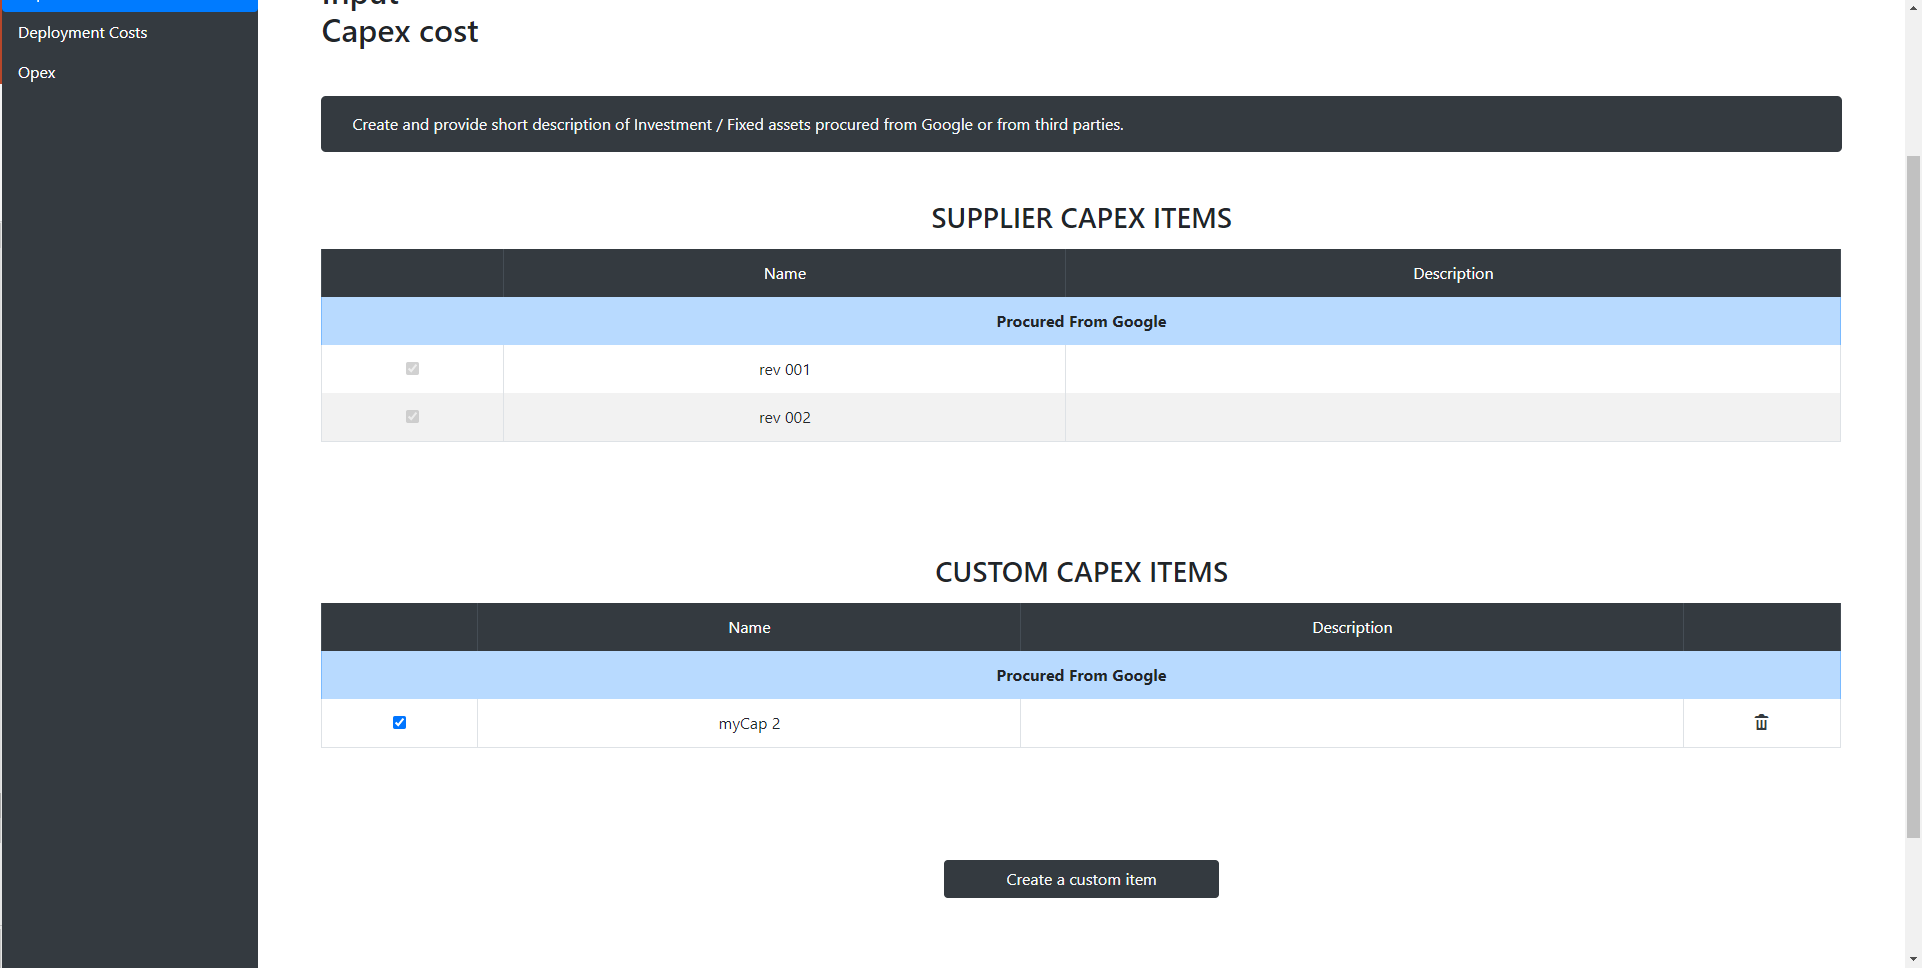 Deployment Costs
Opex
Input
Capex cost
Create and provide short description of Investment / Fixed assets procured from Google or from third parties.
SUPPLIER CAPEX ITEMS
Name Description
Procured From Google
rev 001
rev 002
CUSTOM CAPEX ITEMS
Name Description
Procured From Google
myCap 2
Create a custom item